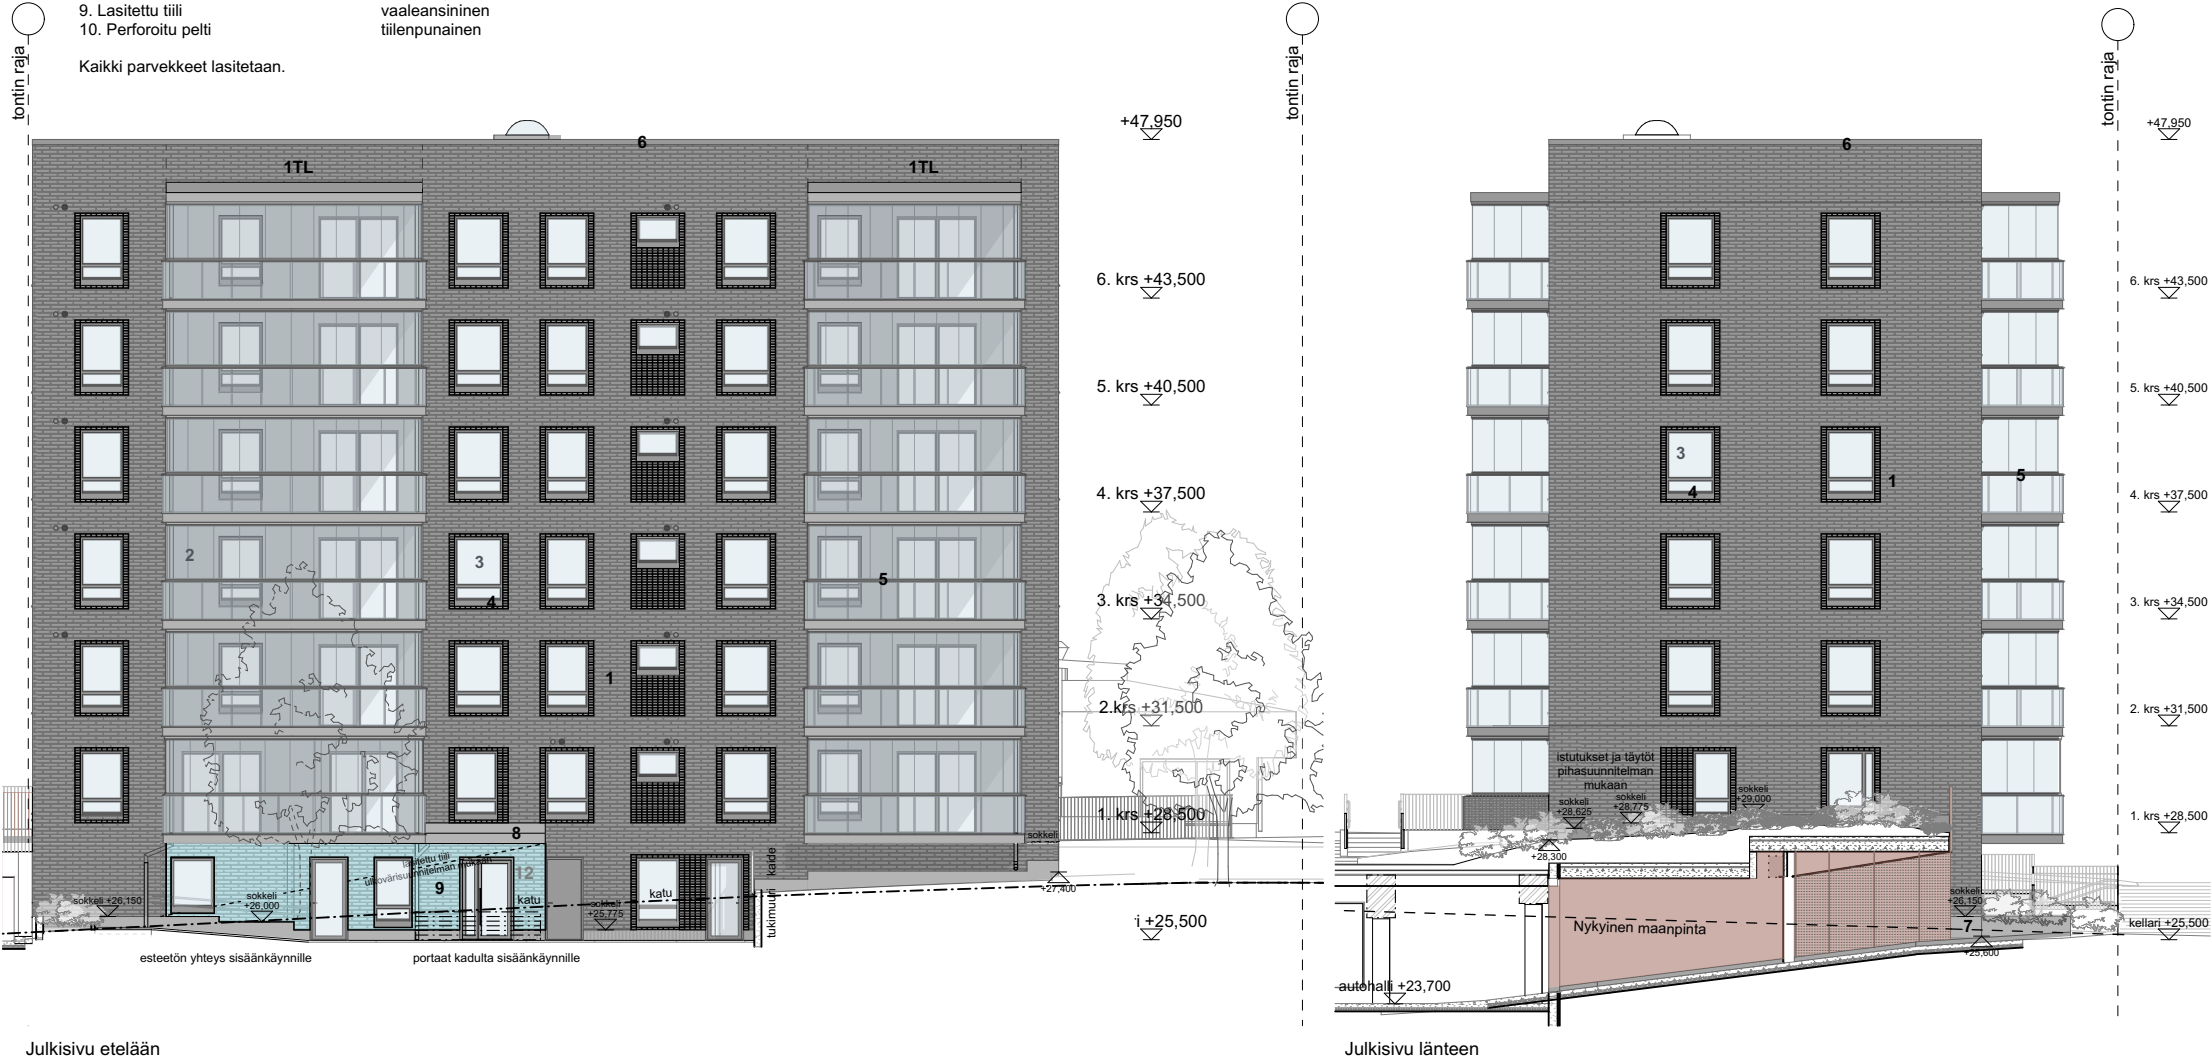 9. Lasitettu tiili vaaleansininen
10. Perforoitu pelti tiilenpunainen
Kaikki parvekkeet lasitetaan.
tontin raja
tontin raja
tontin raja
6
1TL
1TL
2
3
4
5
1
8
9
12
lasitettu tiili
ulkovärisuunnitelman mukaan
katu
katu
sokkeli +26,150
sokkeli
+26,000
sokkeli
+25,775
kaide
tukimuuri
sokkeli
+27,400
esteetön yhteys sisäänkäynnille
portaat kadulta sisäänkäynnille
+47,950
6. krs +43,500
5. krs +40,500
4. krs +37,500
3. krs +34,500
2.krs +31,500
1. krs +28,500
+25,500
Julkisivu etelään
6
3
4
1
5
istutukset ja täytöt
pihasuunnitelman
mukaan
sokkeli
+28,625
sokkeli
+28,775
sokkeli
+29,000
+28,300
Nykyinen maanpinta
autohalli +23,700
sokkeli
+26,150
7
+25,600
+47,950
6. krs +43,500
5. krs +40,500
4. krs +37,500
3. krs +34,500
2. krs +31,500
1. krs +28,500
kellari +25,500
Julkisivu länteen